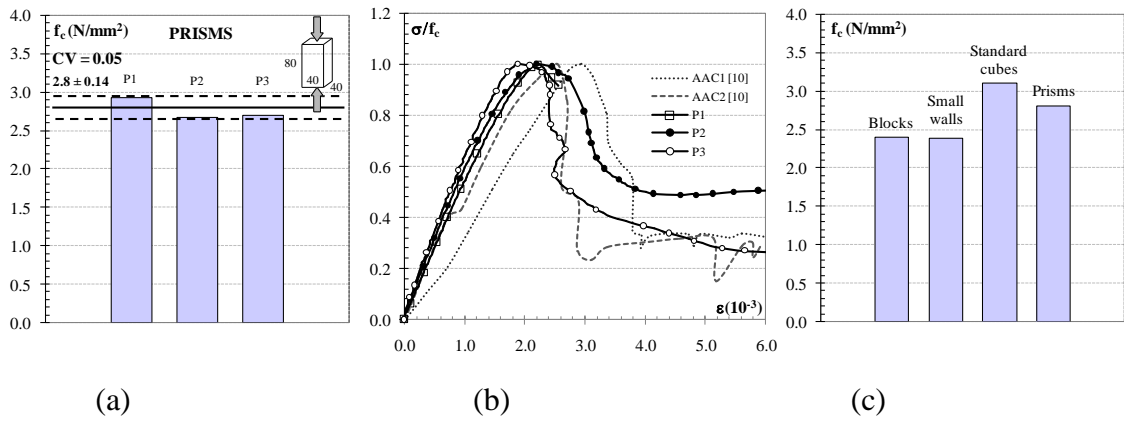 f_c (N/mm²) PRISMS
CV = 0.05
2.8 ± 0.14
P1
P2
P3
80
40
40
4.0
3.5
3.0
2.5
2.0
1.5
1.0
0.5
0.0
(a)
σ/f_c
1.2
1.0
0.8
0.6
0.4
0.2
0.0
AAC1 [10]
AAC2 [10]
P1
P2
P3
ε(10⁻³)
0.0 1.0 2.0 3.0 4.0 5.0 6.0
(b)
f_c (N/mm²)
4.0
3.5
3.0
2.5
2.0
1.5
1.0
0.5
0.0
Blocks
Small
walls
Standard
cubes
Prisms
(c)